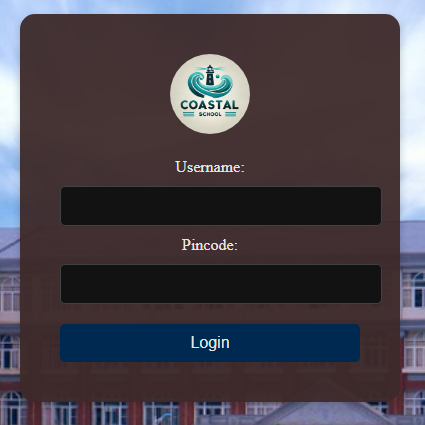 COASTAL
SCHOOL
Username:
Pincode:
Login